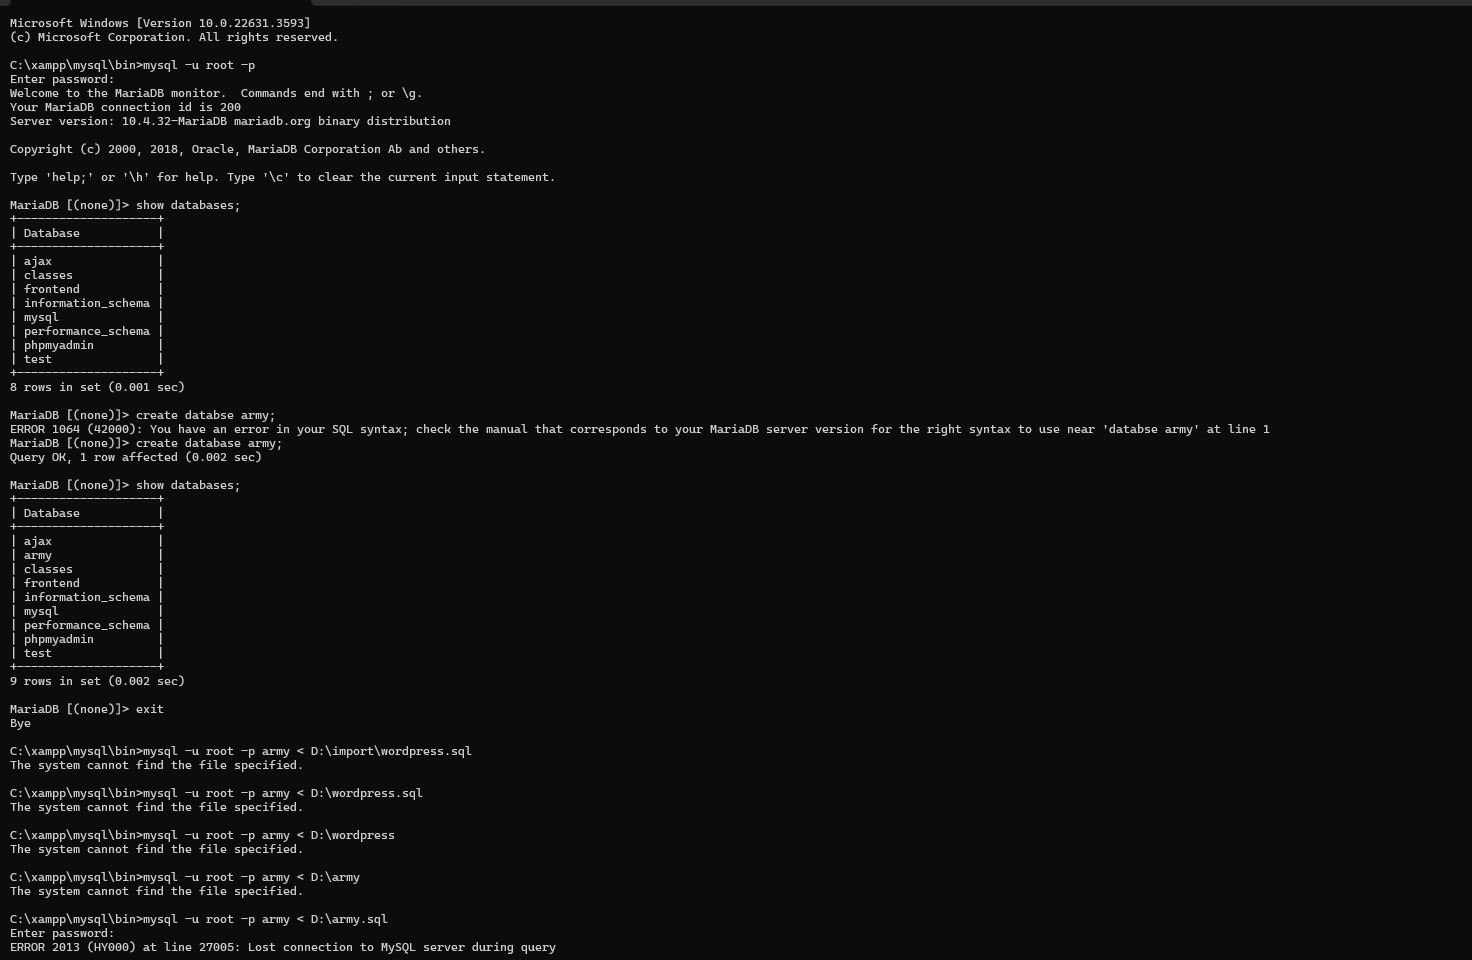 Microsoft Windows [Version 10.0.22631.3593]
(c) Microsoft Corporation. All rights reserved.
C:\xampp\mysql\bin>mysql -u root -p
Enter password:
Welcome to the MariaDB monitor.  Commands end with ; or \g.
Your MariaDB connection id is 200
Server version: 10.4.32-MariaDB mariadb.org binary distribution
Copyright (c) 2000, 2018, Oracle, MariaDB Corporation Ab and others.
Type 'help;' or '\h' for help. Type '\c' to clear the current input statement.
MariaDB [(none)]> show databases;
+--------------------+
| Database           |
+--------------------+
| ajax               |
| classes            |
| frontend           |
| information_schema |
| mysql              |
| performance_schema |
| phpmyadmin         |
| test               |
+--------------------+
8 rows in set (0.001 sec)
MariaDB [(none)]> create databse army;
ERROR 1064 (42000): You have an error in your SQL syntax; check the manual that corresponds to your MariaDB server version for the right syntax to use near 'databse army' at line 1
MariaDB [(none)]> create database army;
Query OK, 1 row affected (0.002 sec)
MariaDB [(none)]> show databases;
+--------------------+
| Database           |
+--------------------+
| ajax               |
| army               |
| classes            |
| frontend           |
| information_schema |
| mysql              |
| performance_schema |
| phpmyadmin         |
| test               |
+--------------------+
9 rows in set (0.002 sec)
MariaDB [(none)]> exit
Bye
C:\xampp\mysql\bin>mysql -u root -p army < D:\import\wordpress.sql
The system cannot find the file specified.
C:\xampp\mysql\bin>mysql -u root -p army < D:\wordpress.sql
The system cannot find the file specified.
C:\xampp\mysql\bin>mysql -u root -p army < D:\wordpress
The system cannot find the file specified.
C:\xampp\mysql\bin>mysql -u root -p army < D:\army
The system cannot find the file specified.
C:\xampp\mysql\bin>mysql -u root -p army < D:\army.sql
Enter password:
ERROR 2013 (HY000) at line 27005: Lost connection to MySQL server during query